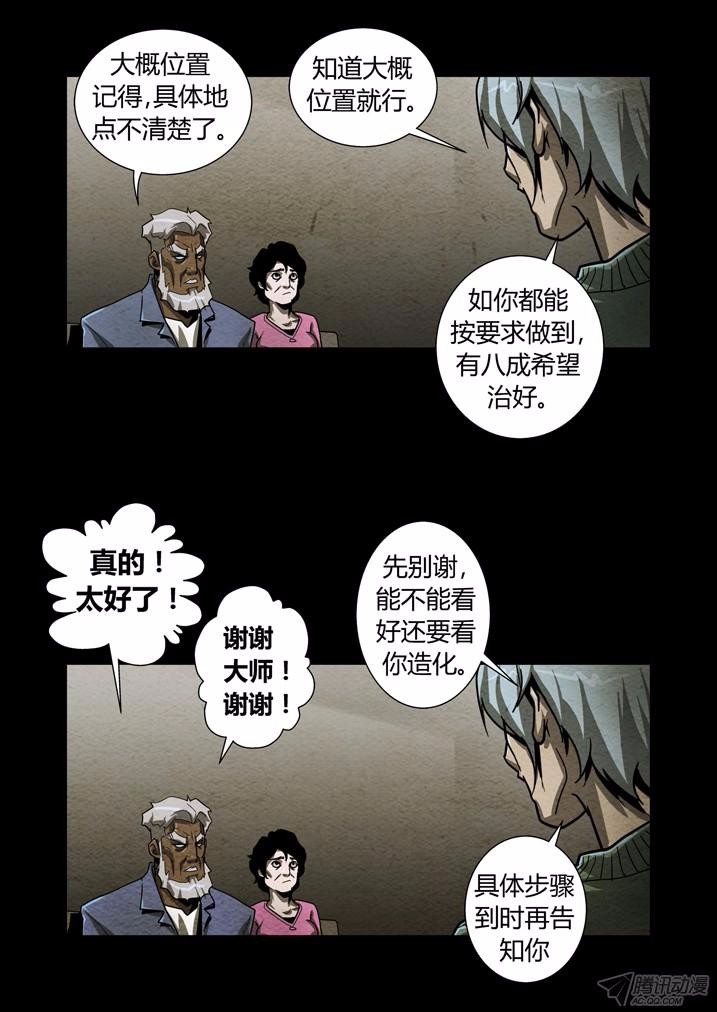 大概位置
记得，具体地
点不清楚了。
知道大概
位置就行。
如你都能
按要求做到，
有八成希望
治好。
真的！
太好了！
谢谢
大师！
谢谢！
先别谢，
能不能看
好还要看
你造化。
具体步骤
到时再告
知你
腾讯动漫